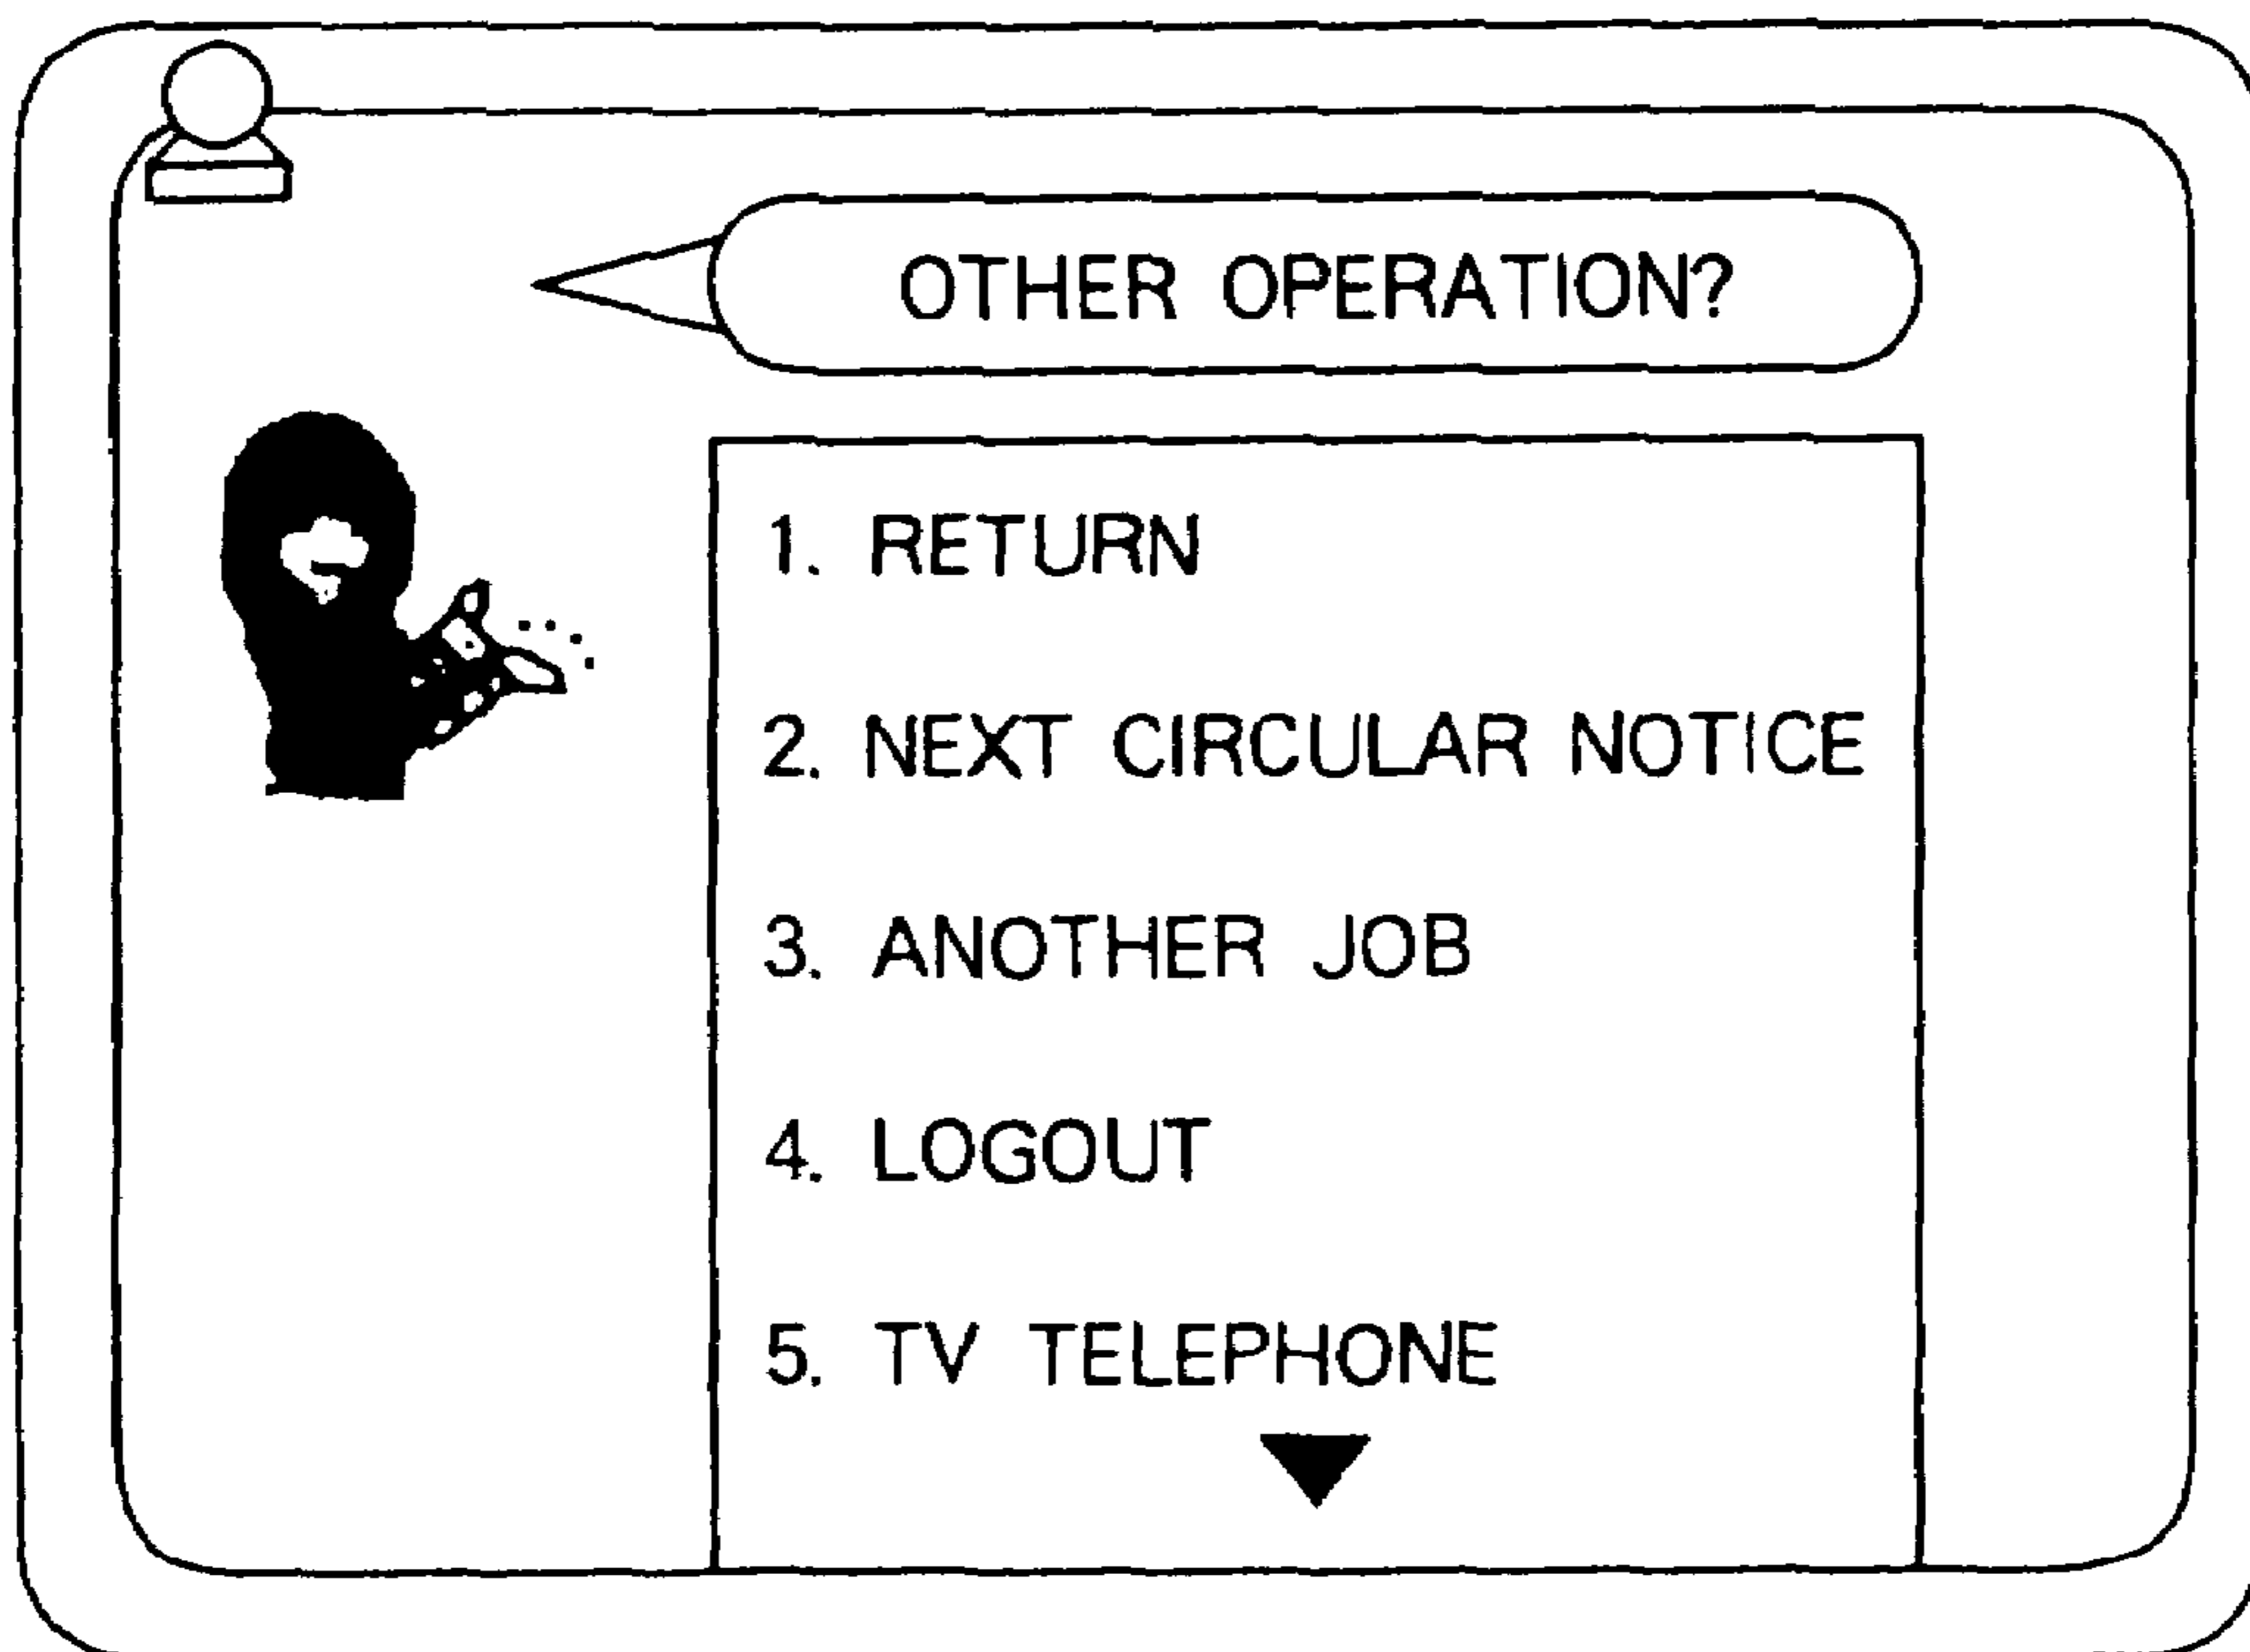 OTHER OPERATION?
1. RETURN
2. NEXT CIRCULAR NOTICE
3. ANOTHER JOB
4. LOGOUT
5. TV TELEPHONE